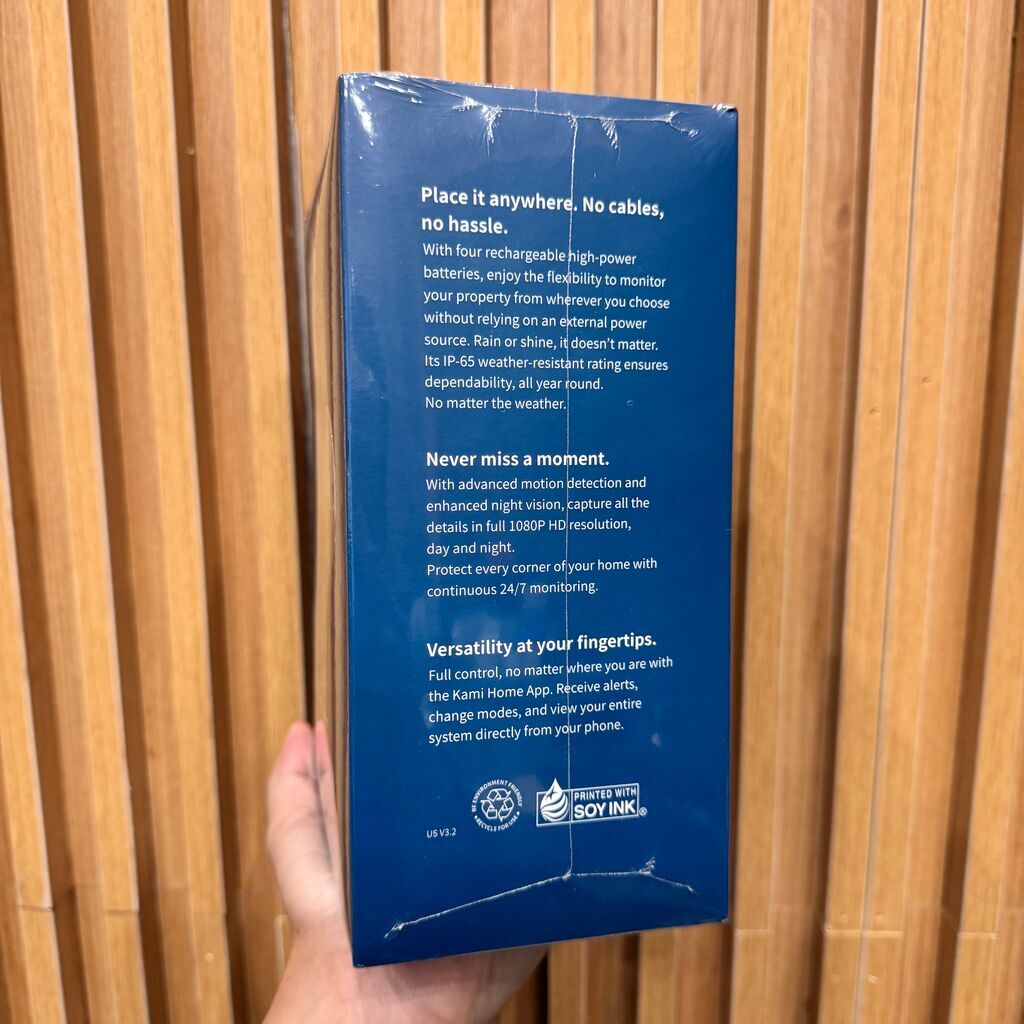 Place it anywhere. No cables,
no hassle.
With four rechargeable high-power
batteries, enjoy the flexibility to monitor
your property from wherever you choose
without relying on an external power
source. Rain or shine, it doesn't matter.
Its IP-65 weather-resistant rating ensures
dependability, all year round.
No matter the weather.
Never miss a moment.
With advanced motion detection and
enhanced night vision, capture all the
details in full 1080P HD resolution,
day and night.
Protect every corner of your home with
continuous 24/7 monitoring.
Versatility at your fingertips.
Full control, no matter where you are with
the Kami Home App. Receive alerts,
change modes, and view your entire
system directly from your phone.
US V3.2
BE ENVIRONMENT FRIENDLY
RECYCLE FOR USE
PRINTED WITH
SOY INK®